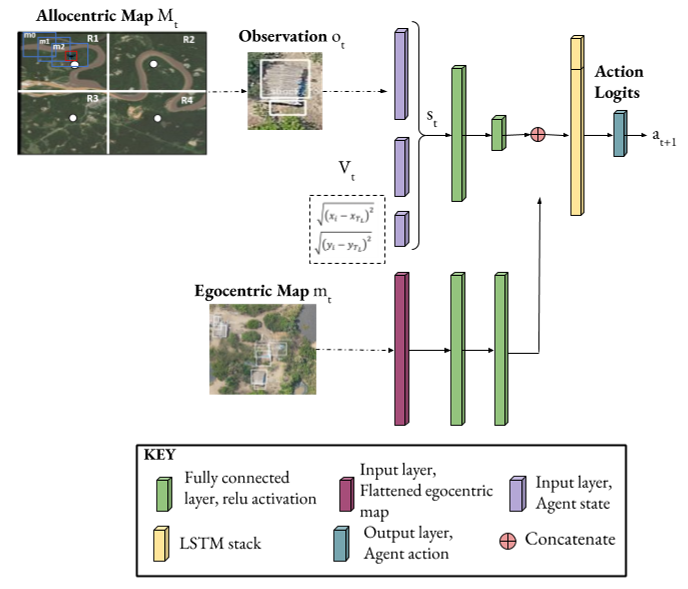 Allocentric Map M_t
m0
m1
m2
R1
R2
R3
R4
Observation o_t
s_t
Action
Logits
a_{t+1}
V_t
√(x_i − x_{T_L})²
√(y_i − y_{T_L})²
Egocentric Map m_t
KEY
Fully connected
layer, relu activation
Input layer,
Flattened egocentric
map
Input layer,
Agent state
LSTM stack
Output layer,
Agent action
Concatenate